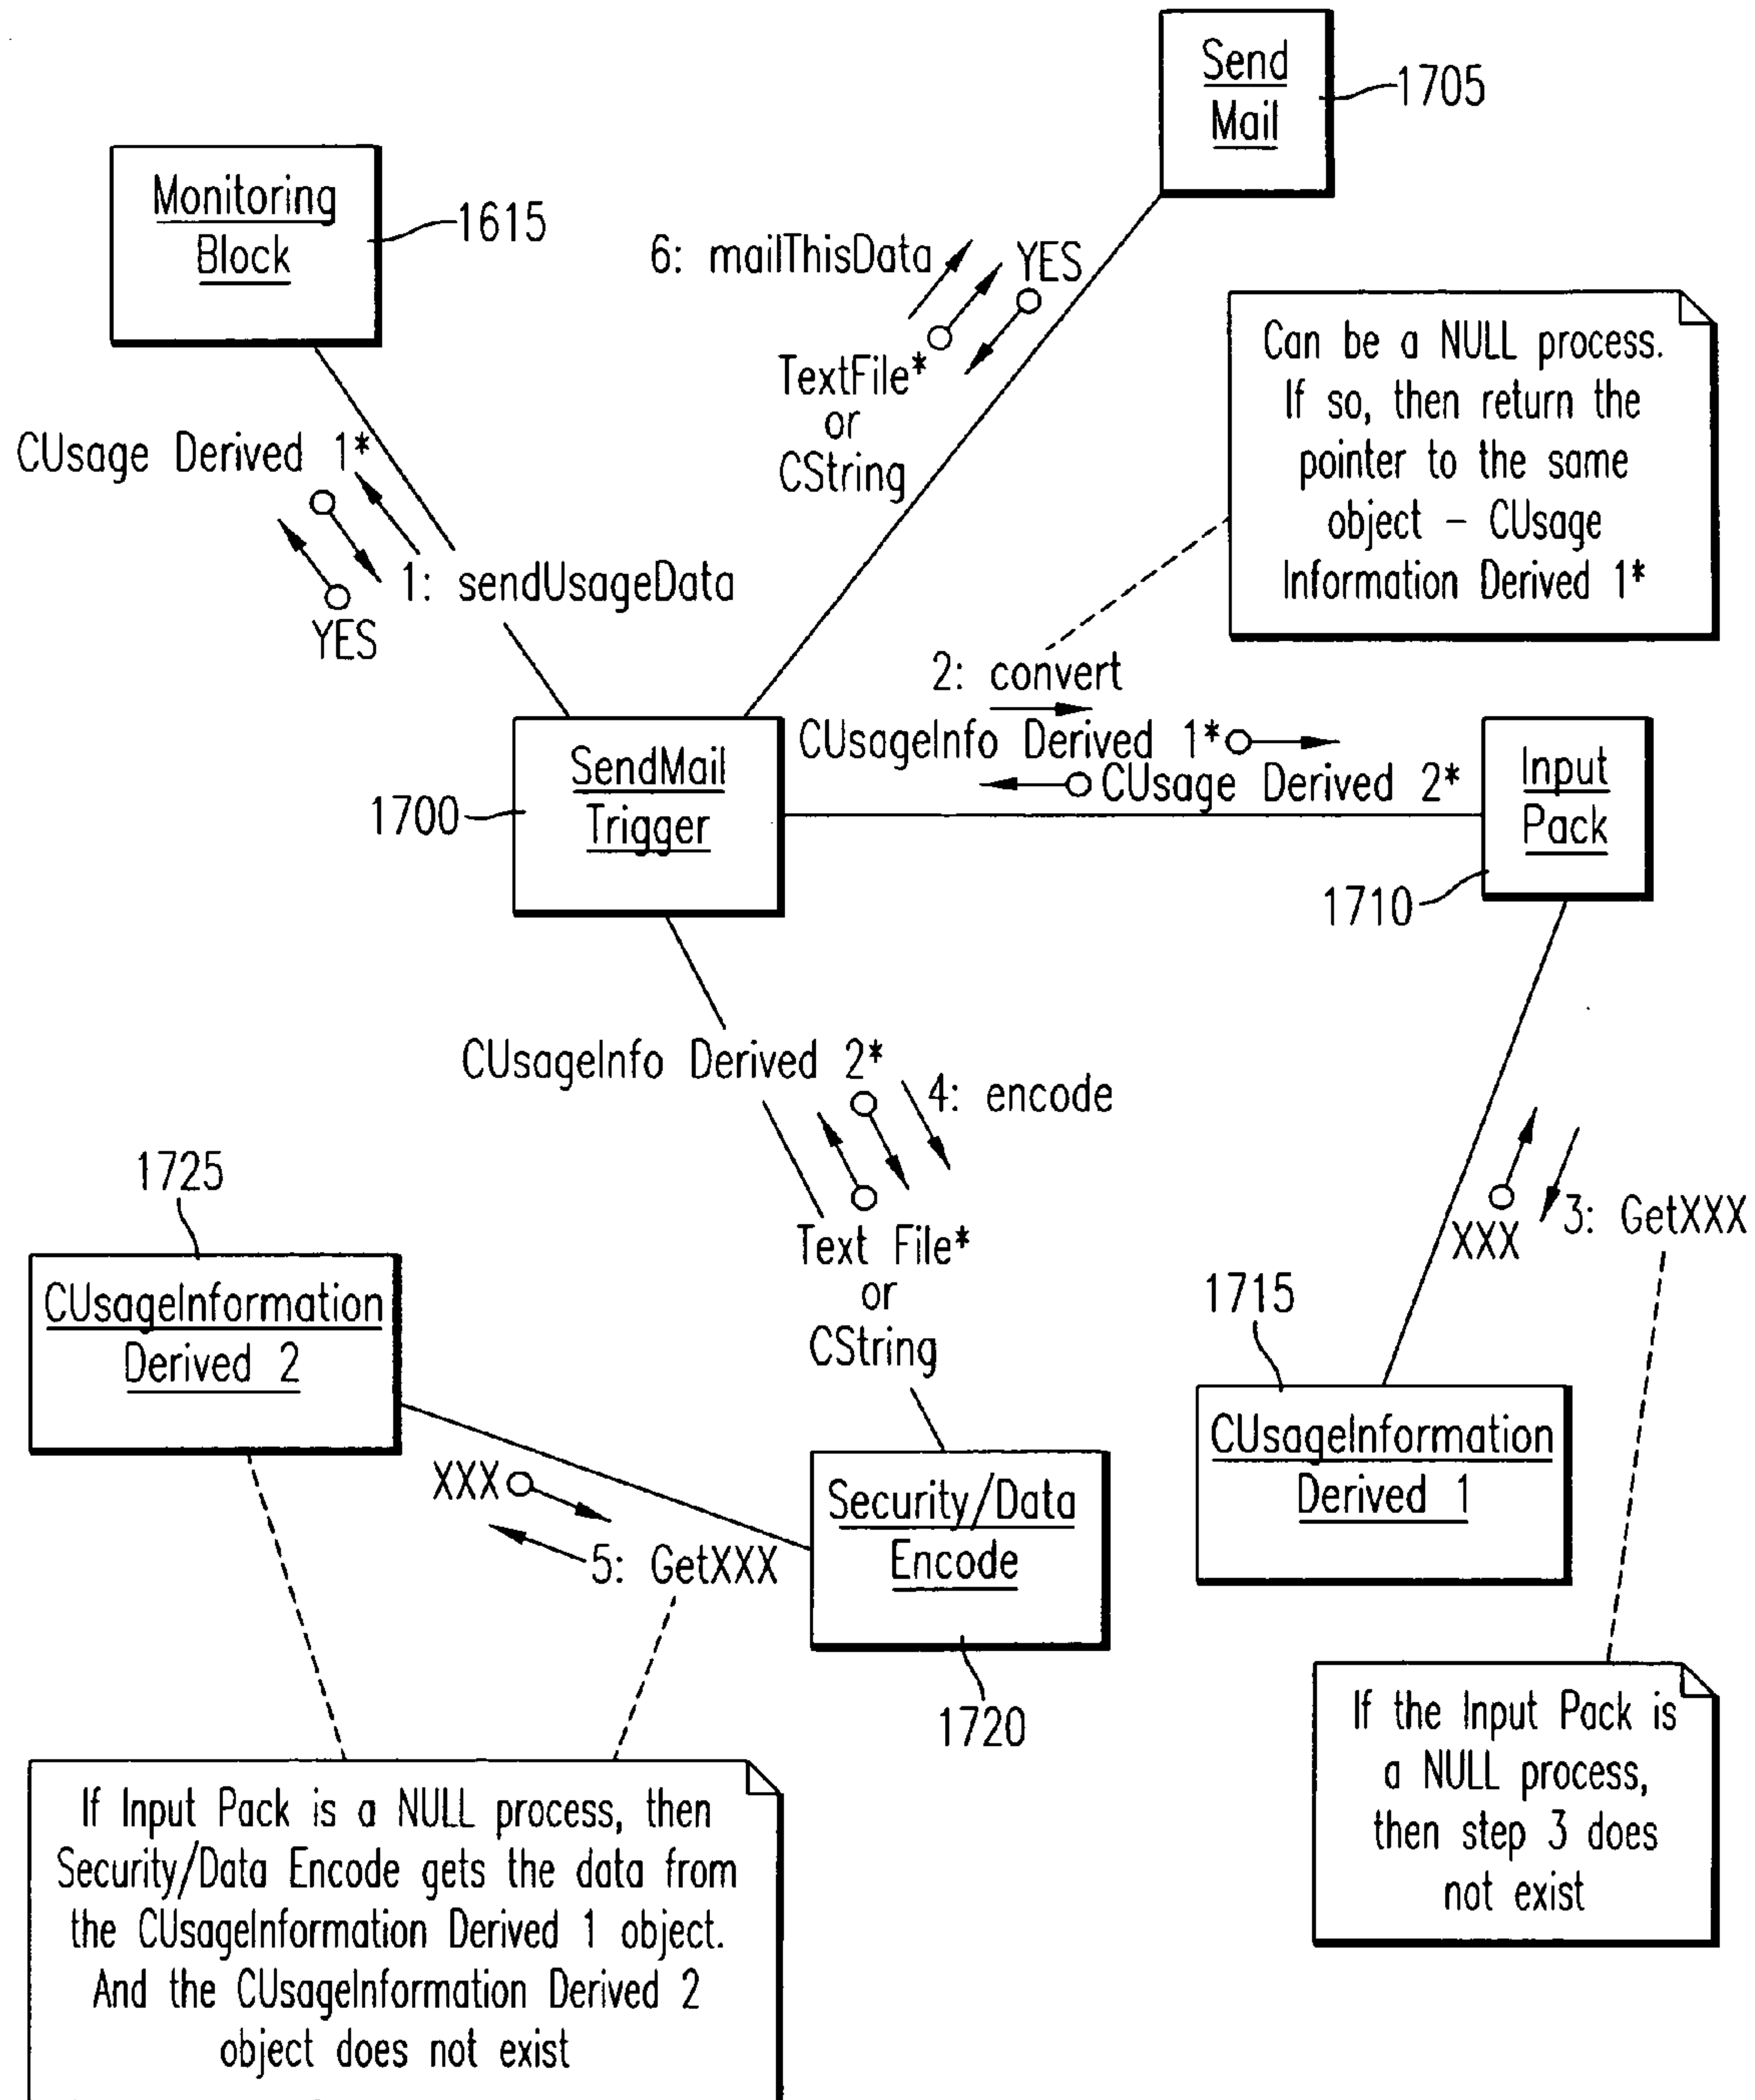 Send
Mail
1705
Monitoring
Block
1615
6: mailThisData
YES
TextFile*
or
CString
Can be a NULL process.
If so, then return the
pointer to the same
object – CUsage
Information Derived 1*
CUsage Derived 1*
1: sendUsageData
YES
2: convert
CUsageInfo Derived 1*
CUsage Derived 2*
SendMail
Trigger
1700
Input
Pack
1710
CUsageInfo Derived 2*
4: encode
Text File*
or
CString
XXX
3: GetXXX
1725
CUsageInformation
Derived 2
1715
CUsageInformation
Derived 1
XXX
5: GetXXX
Security/Data
Encode
1720
If the Input Pack is
a NULL process,
then step 3 does
not exist
If Input Pack is a NULL process, then
Security/Data Encode gets the data from
the CUsageInformation Derived 1 object.
And the CUsageInformation Derived 2
object does not exist